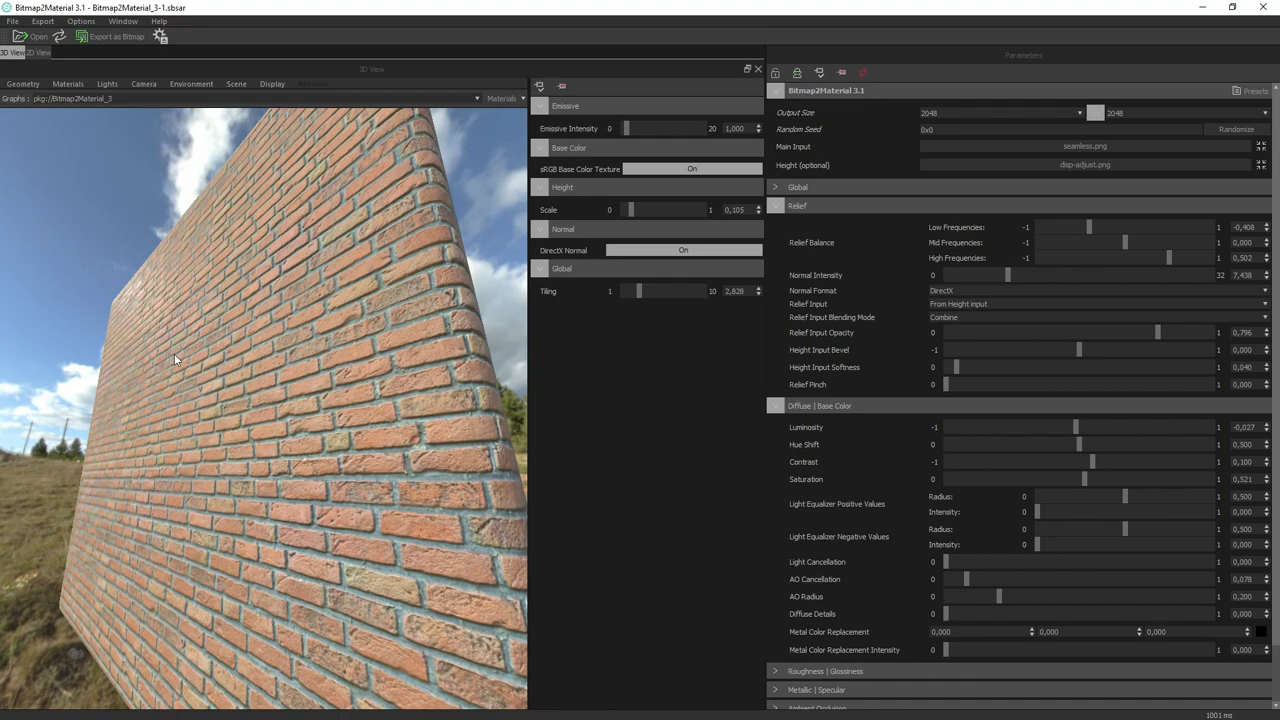 Bitmap2Material 3.1 - Bitmap2Material_3-1.sbsar
File Export Options Window Help
Open Export as Bitmap
3D View 2D View
3D View
Geometry Materials Lights Camera Environment Scene Display
Graphs : pkg://Bitmap2Material_3 Materials
Emissive
Emissive Intensity 0 20 1,000
Base Color
sRGB Base Color Texture On
Height
Scale 0 1 0,105
Normal
DirectX Normal On
Global
Tiling 1 10 2,828
Parameters
Bitmap2Material 3.1 Presets
Output Size 2048 2048
Random Seed 0x0 Randomize
Main Input seamless.png
Height (optional) disp-adjust.png
Global
Relief
Low Frequencies: -1 1 -0,408
Relief Balance Mid Frequencies: -1 1 0,000
High Frequencies: -1 1 0,502
Normal Intensity 0 32 7,438
Normal Format DirectX
Relief Input From Height input
Relief Input Blending Mode Combine
Relief Input Opacity 0 1 0,796
Height Input Bevel -1 1 0,000
Height Input Softness 0 1 0,040
Relief Pinch 0 1 0,000
Diffuse | Base Color
Luminosity -1 1 -0,027
Hue Shift 0 1 0,500
Contrast -1 1 0,100
Saturation 0 1 0,521
Light Equalizer Positive Values Radius: 0 1 0,500
Intensity: 0 1 0,000
Light Equalizer Negative Values Radius: 0 1 0,500
Intensity: 0 1 0,000
Light Cancellation 0 1 0,000
AO Cancellation 0 1 0,078
AO Radius 0 1 0,200
Diffuse Details 0 1 0,000
Metal Color Replacement 0,000 0,000 0,000
Metal Color Replacement Intensity 0 1 0,000
Roughness | Glossiness
Metallic | Specular
Ambient Occlusion
1001 ms